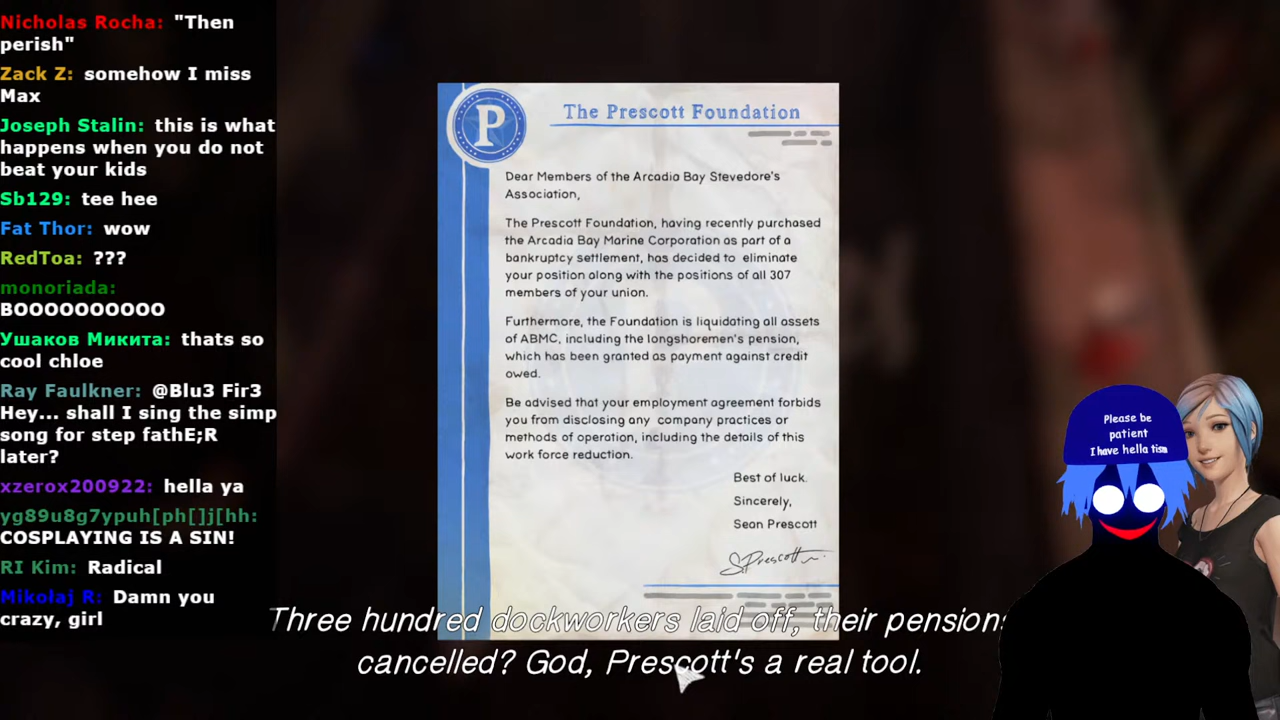 Nicholas Rocha: "Then
perish"
Zack Z: somehow I miss
Max
Joseph Stalin: this is what
happens when you do not
beat your kids
Sb129: tee hee
Fat Thor: wow
RedToa: ???
monoriada:
BOOOOOOOOOO
Ушаков Микита: thats so
cool chloe
Ray Faulkner: @Blu3 Fir3
Hey... shall I sing the simp
song for step fathE;R
later?
xzerox200922: hella ya
yg89u8g7ypuh[ph[]j[hh:
COSPLAYING IS A SIN!
RI Kim: Radical
Mikolaj R: Damn you
crazy, girl
P
The Prescott Foundation
Dear Members of the Arcadia Bay Stevedore's
Association,
The Prescott Foundation, having recently purchased
the Arcadia Bay Marine Corporation as part of a
bankruptcy settlement, has decided to eliminate
your position along with the positions of all 307
members of your union.
Furthermore, the Foundation is liquidating all assets
of ABMC, including the longshoremen's pension,
which has been granted as payment against credit
owed.
Be advised that your employment agreement forbids
you from disclosing any company practices or
methods of operation, including the details of this
work force reduction.
Best of luck.
Sincerely,
Sean Prescott
S. Prescott
Three hundred dockworkers laid off, their pensions
cancelled? God, Prescott's a real tool.
Please be
patient
I have hella tism